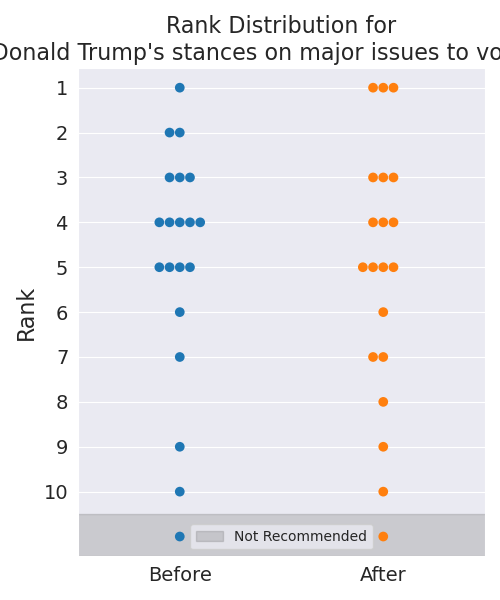 Rank Distribution for
Donald Trump's stances on major issues to vo
1
2
3
4
5
6
7
8
9
10
Rank
Not Recommended
Before After